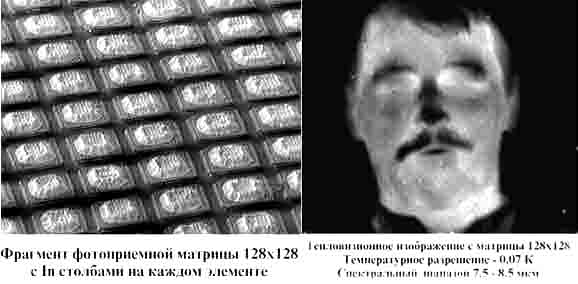 Фрагмент фотоприемной матрицы 128x128
с In столбами на каждом элементе
Тепловизионное изображение с матрицы 128x128
Температурное разрешение - 0,07 К
Спектральный диапазон 7.5 - 8.5 мкм